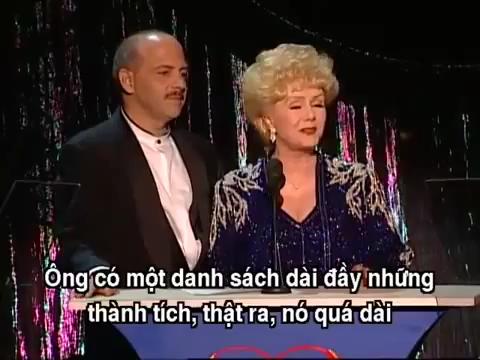 Ông có một danh sách dài đầy những
thành tích, thật ra, nó quá dài